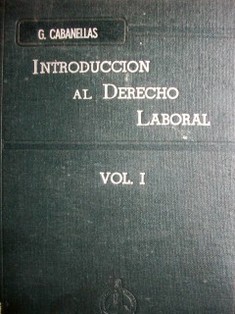 G. CABANELLAS
INTRODUCCION
AL DERECHO
LABORAL
VOL. I